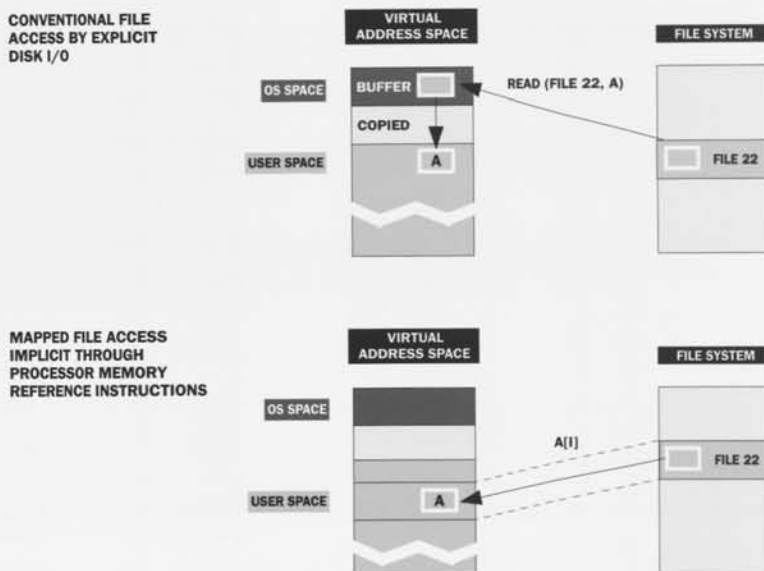 CONVENTIONAL FILE
ACCESS BY EXPLICIT
DISK I/0
VIRTUAL
ADDRESS SPACE
FILE SYSTEM
OS SPACE
BUFFER
READ (FILE 22, A)
COPIED
USER SPACE
A
FILE 22
MAPPED FILE ACCESS
IMPLICIT THROUGH
PROCESSOR MEMORY
REFERENCE INSTRUCTIONS
VIRTUAL
ADDRESS SPACE
FILE SYSTEM
OS SPACE
A[I]
FILE 22
USER SPACE
A